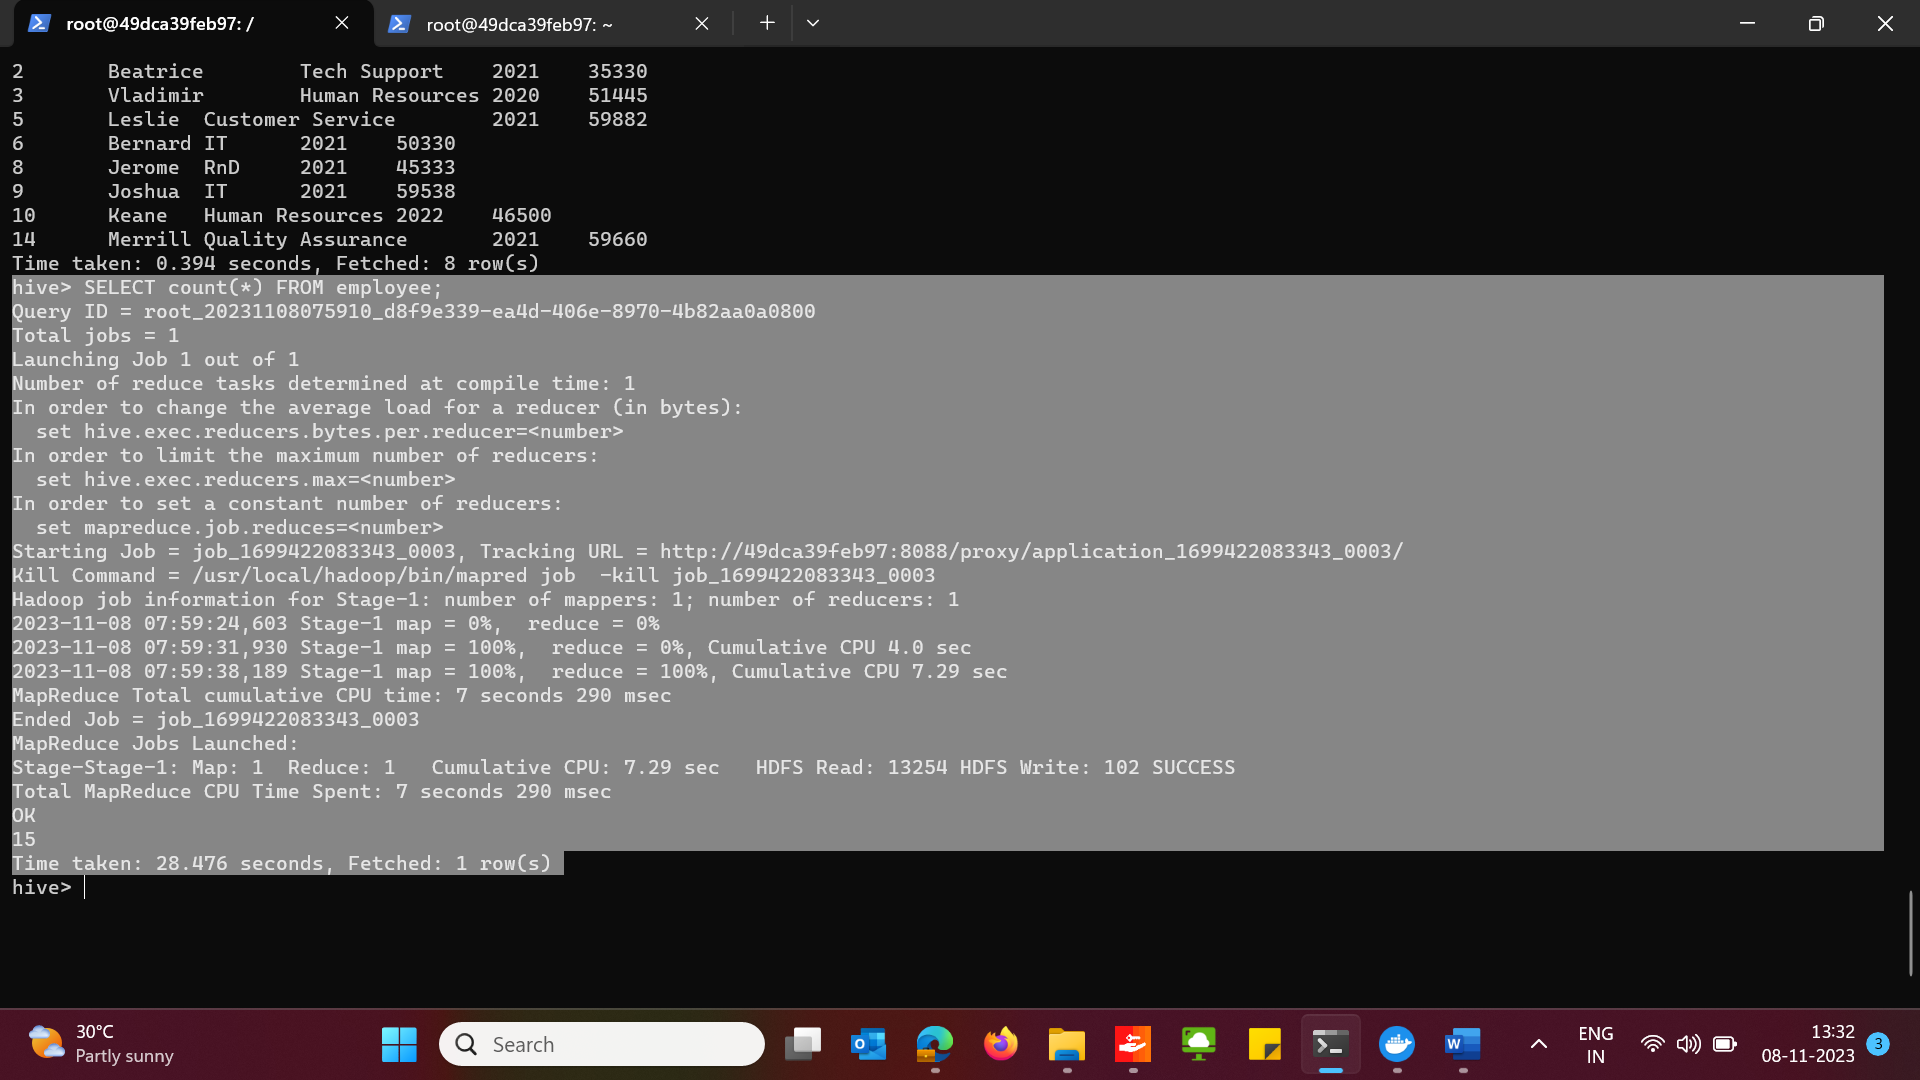 root@49dca39feb97: /
root@49dca39feb97: ~
2 Beatrice Tech Support 2021 35330
3 Vladimir Human Resources 2020 51445
5 Leslie Customer Service 2021 59882
6 Bernard IT 2021 50330
8 Jerome RnD 2021 45333
9 Joshua IT 2021 59538
10 Keane Human Resources 2022 46500
14 Merrill Quality Assurance 2021 59660
Time taken: 0.394 seconds, Fetched: 8 row(s)
hive> SELECT count(*) FROM employee;
Query ID = root_20231108075910_d8f9e339-ea4d-406e-8970-4b82aa0a0800
Total jobs = 1
Launching Job 1 out of 1
Number of reduce tasks determined at compile time: 1
In order to change the average load for a reducer (in bytes):
  set hive.exec.reducers.bytes.per.reducer=<number>
In order to limit the maximum number of reducers:
  set hive.exec.reducers.max=<number>
In order to set a constant number of reducers:
  set mapreduce.job.reduces=<number>
Starting Job = job_1699422083343_0003, Tracking URL = http://49dca39feb97:8088/proxy/application_1699422083343_0003/
Kill Command = /usr/local/hadoop/bin/mapred job  -kill job_1699422083343_0003
Hadoop job information for Stage-1: number of mappers: 1; number of reducers: 1
2023-11-08 07:59:24,603 Stage-1 map = 0%,  reduce = 0%
2023-11-08 07:59:31,930 Stage-1 map = 100%,  reduce = 0%, Cumulative CPU 4.0 sec
2023-11-08 07:59:38,189 Stage-1 map = 100%,  reduce = 100%, Cumulative CPU 7.29 sec
MapReduce Total cumulative CPU time: 7 seconds 290 msec
Ended Job = job_1699422083343_0003
MapReduce Jobs Launched:
Stage-Stage-1: Map: 1  Reduce: 1   Cumulative CPU: 7.29 sec   HDFS Read: 13254 HDFS Write: 102 SUCCESS
Total MapReduce CPU Time Spent: 7 seconds 290 msec
OK
15
Time taken: 28.476 seconds, Fetched: 1 row(s)
hive>
30°C
Partly sunny
Search
ENG
IN
13:32
08-11-2023
3